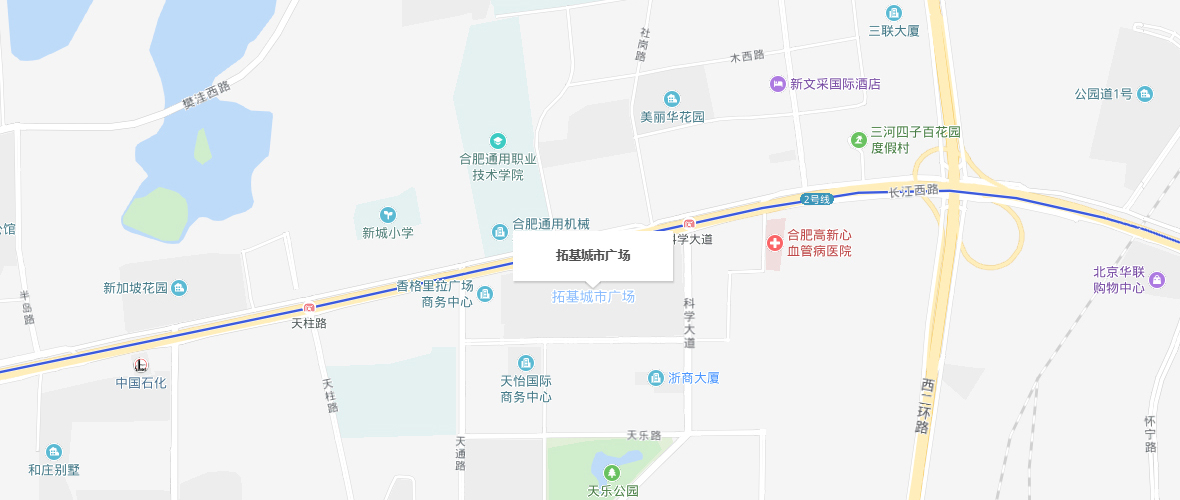 三联大厦
社岗路
木西路
新文采国际酒店
公园道1号
樊洼西路
美丽华花园
三河四子百花园
度假村
合肥通用职业
技术学院
2号线
长江西路
公馆
新城小学
合肥通用机械
科学大道
合肥高新心
血管病医院
拓基城市广场
北京华联
购物中心
新加坡花园
香格里拉广场
商务中心
拓基城市广场
半岛路
天柱路
科学大道
中国石化
天怡国际
商务中心
浙商大厦
天柱路
西二环路
怀宁路
天通路
天乐路
和庄别墅
天乐公园